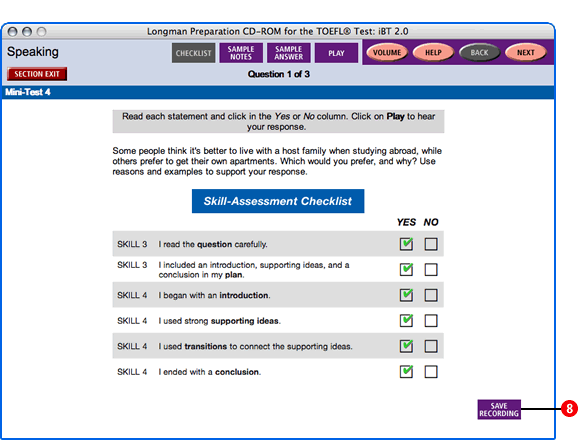 Longman Preparation CD-ROM for the TOEFL® Test: iBT 2.0
Speaking
CHECKLIST
SAMPLE
NOTES
SAMPLE
ANSWER
PLAY
VOLUME
HELP
BACK
NEXT
SECTION EXIT
Question 1 of 3
Mini-Test 4
Read each statement and click in the Yes or No column. Click on Play to hear
your response.
Some people think it's better to live with a host family when studying abroad, while
others prefer to get their own apartments. Which would you prefer, and why? Use
reasons and examples to support your response.
Skill-Assessment Checklist
YES NO
SKILL 3 I read the question carefully.
SKILL 3 I included an introduction, supporting ideas, and a
conclusion in my plan.
SKILL 4 I began with an introduction.
SKILL 4 I used strong supporting ideas.
SKILL 4 I used transitions to connect the supporting ideas.
SKILL 4 I ended with a conclusion.
SAVE
RECORDING
8